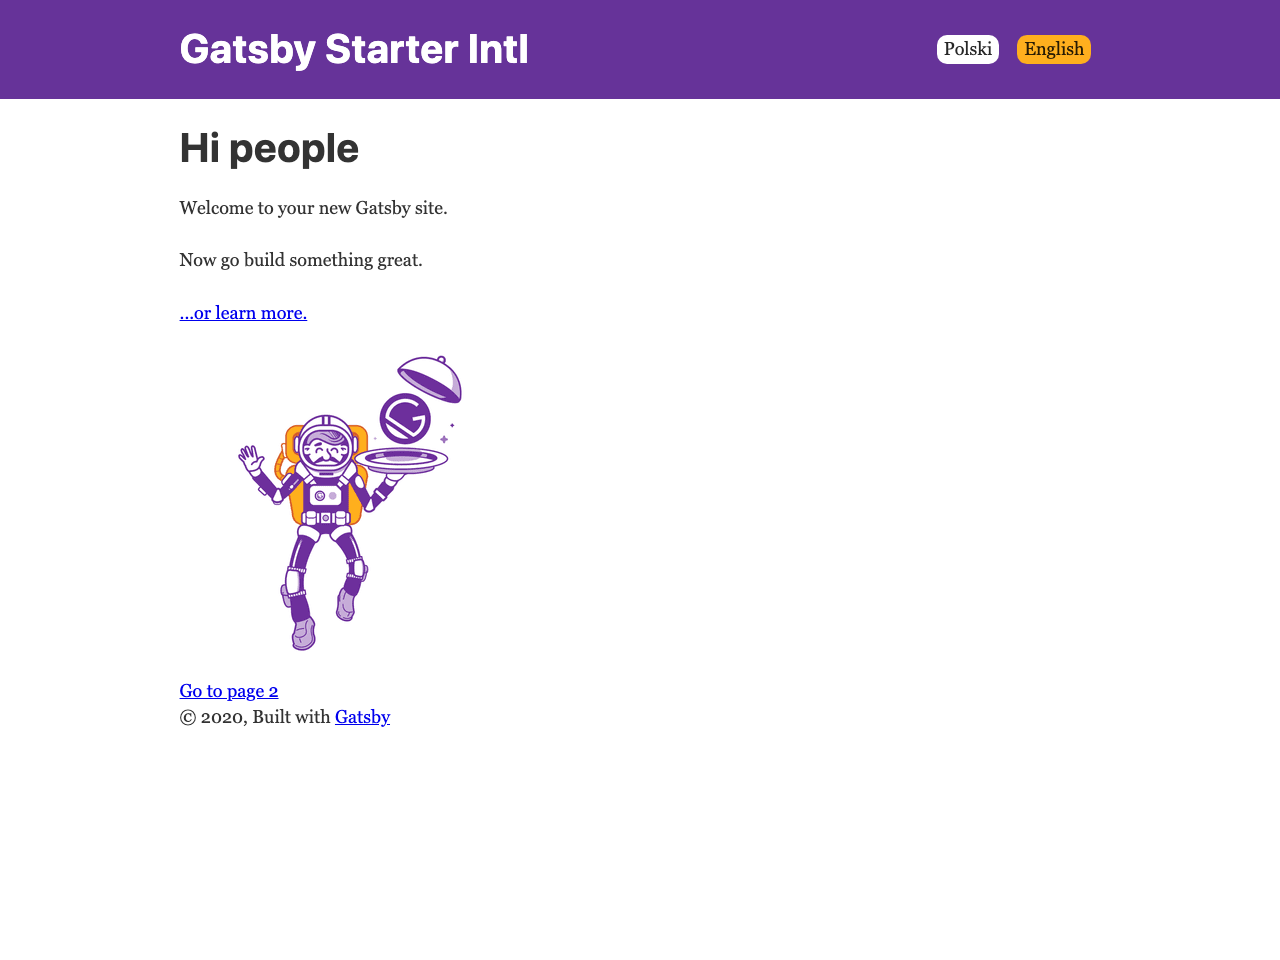 Gatsby Starter Intl
Polski English
Hi people
Welcome to your new Gatsby site.
Now go build something great.
...or learn more.
Go to page 2
© 2020, Built with Gatsby